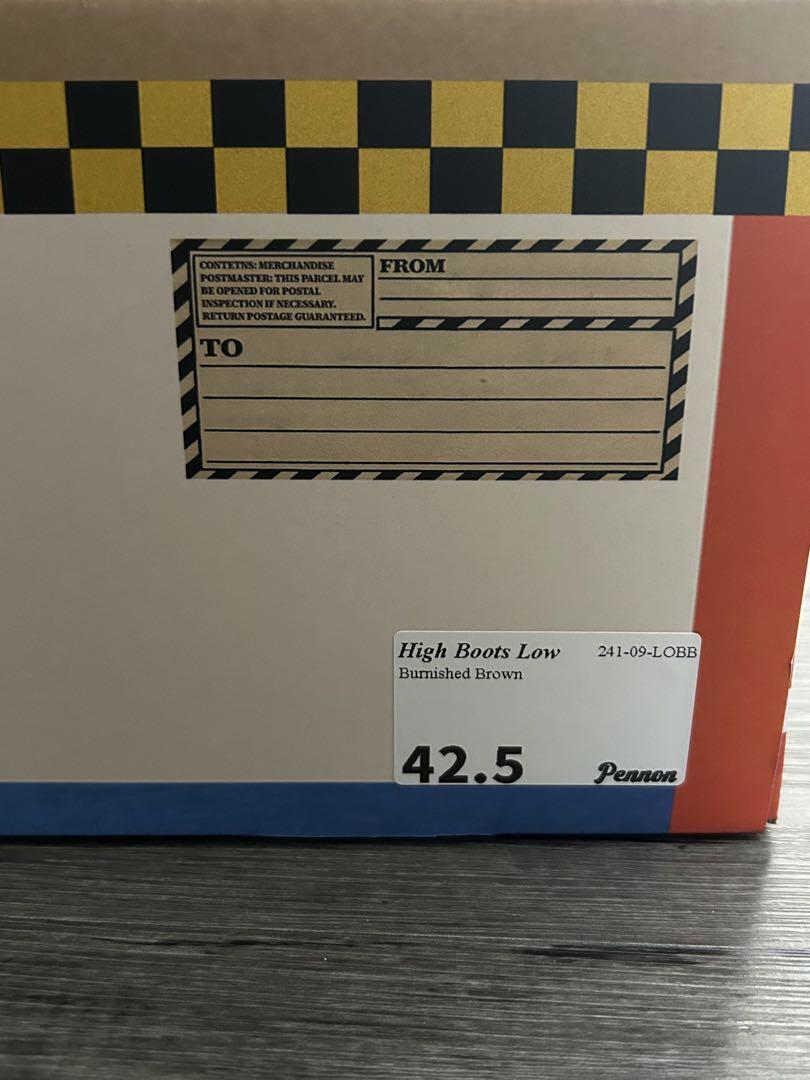 CONTETNS: MERCHANDISE
POSTMASTER: THIS PARCEL MAY
BE OPENED FOR POSTAL
INSPECTION IF NECESSARY.
RETURN POSTAGE GUARANTEED.
FROM
TO
High Boots Low 241-09-LOBB
Burnished Brown
42.5 Pennon